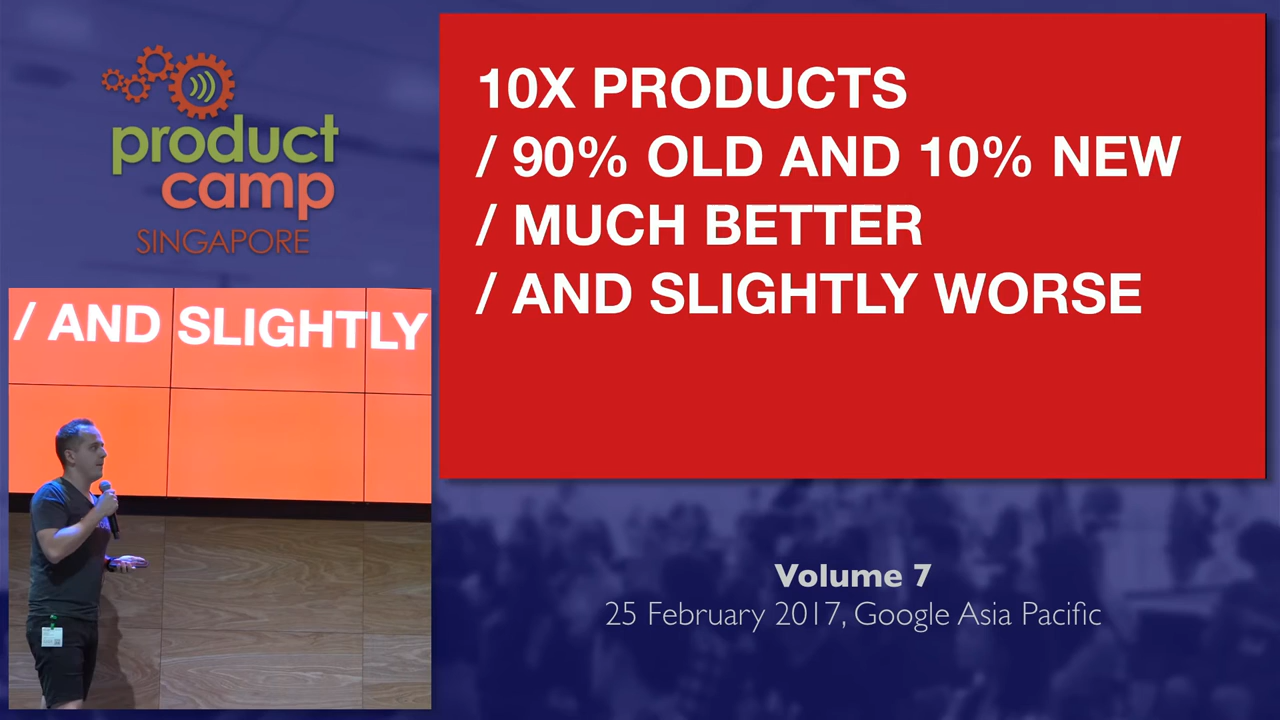 product
camp
SINGAPORE
10X PRODUCTS
/ 90% OLD AND 10% NEW
/ MUCH BETTER
/ AND SLIGHTLY WORSE
/ AND SLIGHTLY
Volume 7
25 February 2017, Google Asia Pacific